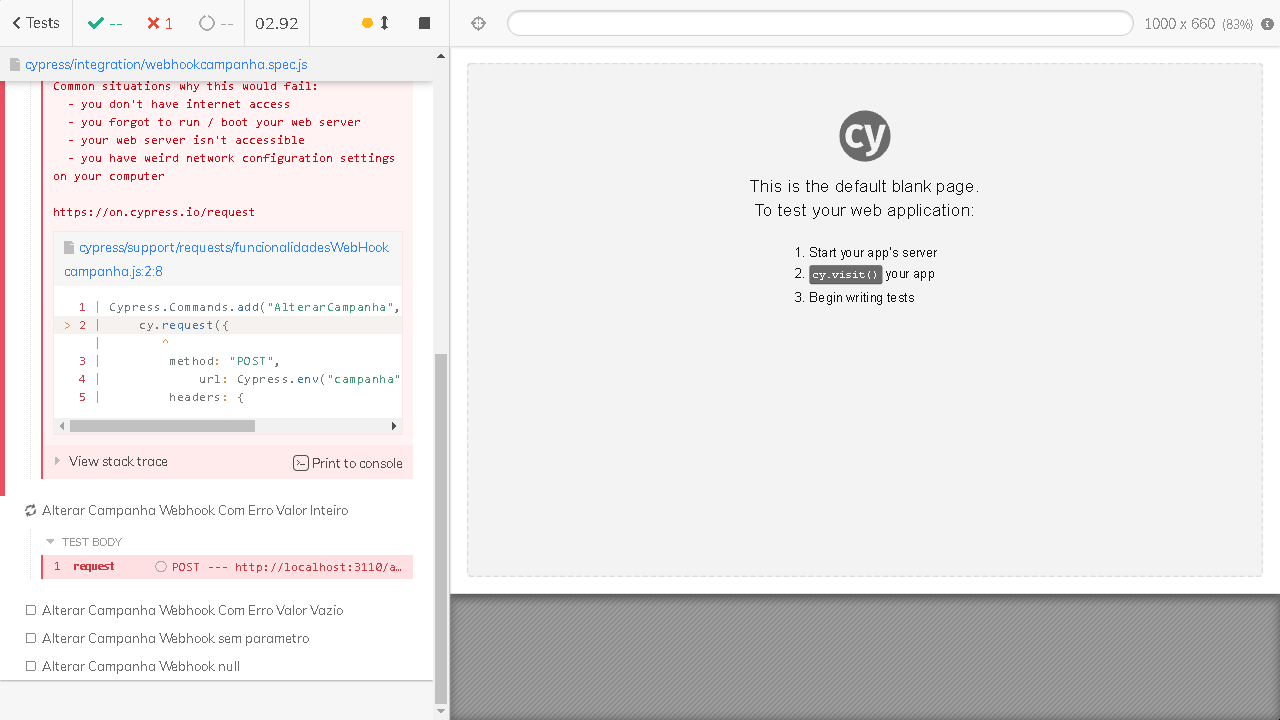 Tests
--
1
--
02.92
1000 x 660 (83%)
cypress/integration/webhookcampanha.spec.js
Common situations why this would fail:
- you don't have internet access
- you forgot to run / boot your web server
- your web server isn't accessible
- you have weird network configuration settings
on your computer
https://on.cypress.io/request
cypress/support/requests/funcionalidadesWebHook
campanha.js:2:8
1 | Cypress.Commands.add("AlterarCampanha",
> 2 | cy.request({
| ^
3 | method: "POST",
4 | url: Cypress.env("campanha"
5 | headers: {
View stack trace
Print to console
Alterar Campanha Webhook Com Erro Valor Inteiro
TEST BODY
1 request POST --- http://localhost:3110/a…
Alterar Campanha Webhook Com Erro Valor Vazio
Alterar Campanha Webhook sem parametro
Alterar Campanha Webhook null
cy
This is the default blank page.
To test your web application:
1. Start your app's server
2. cy.visit() your app
3. Begin writing tests